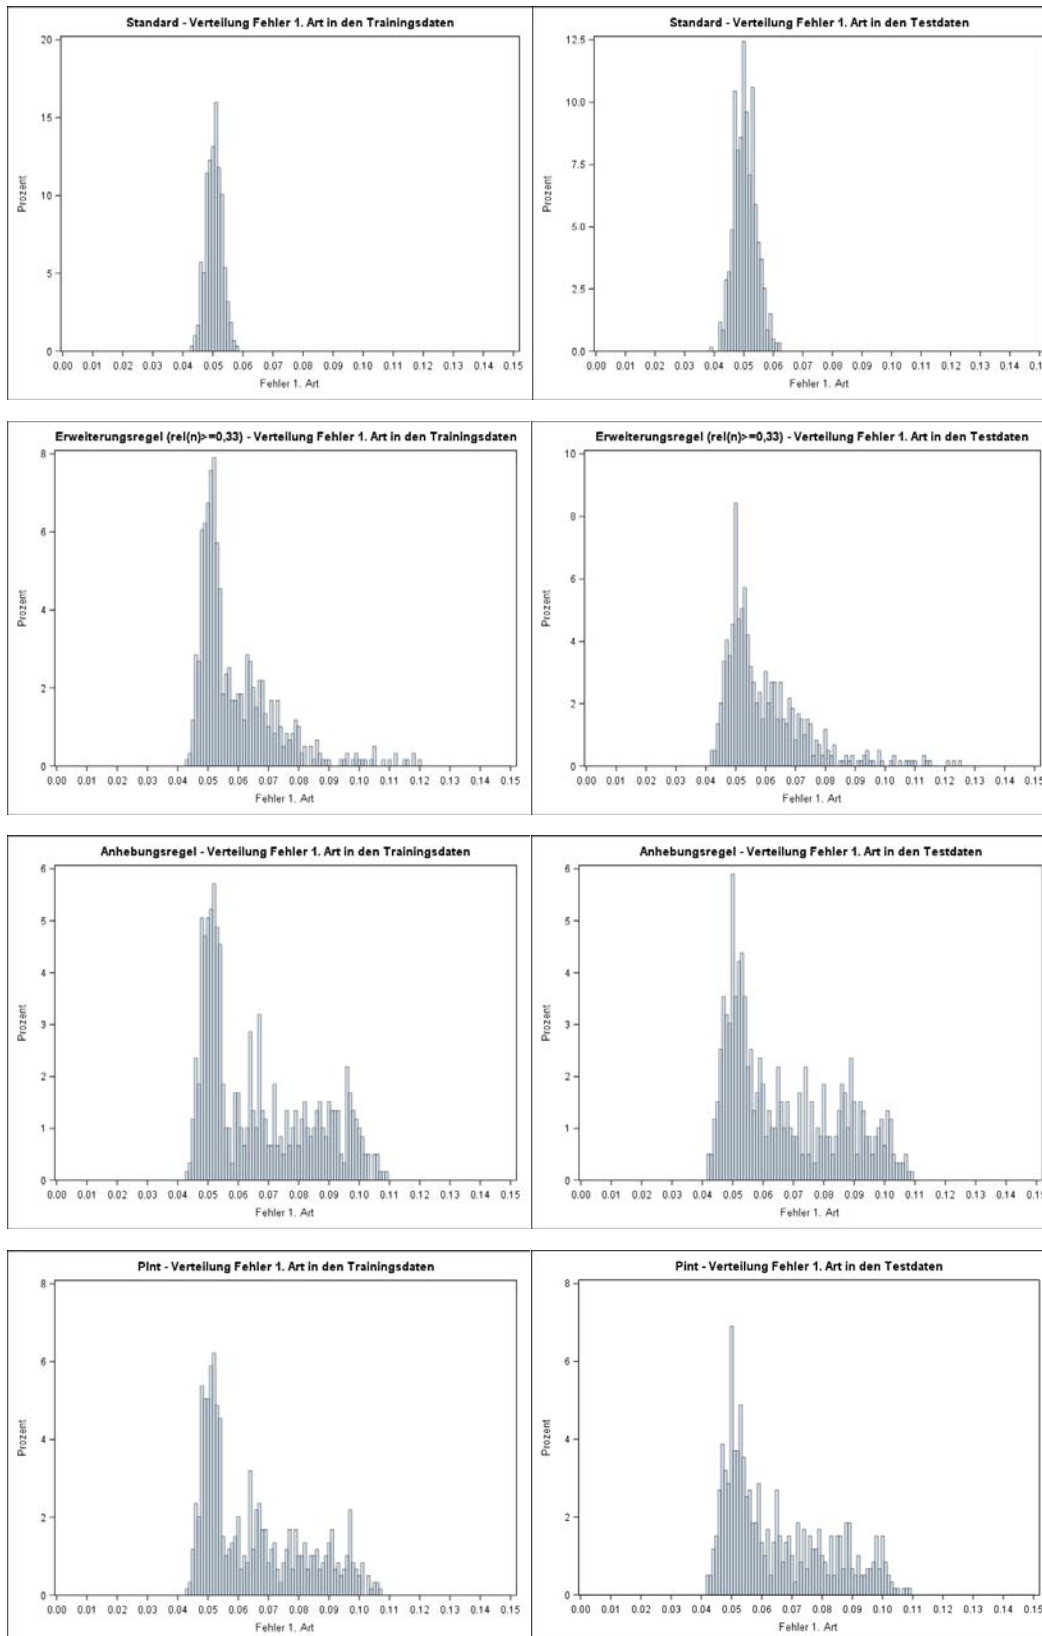 Standard - Verteilung Fehler 1. Art in den Trainingsdaten
20
15
10
5
0
Prozent
0.00 0.01 0.02 0.03 0.04 0.05 0.06 0.07 0.08 0.09 0.10 0.11 0.12 0.13 0.14 0.15
Fehler 1. Art
Standard - Verteilung Fehler 1. Art in den Testdaten
12.5
10.0
7.5
5.0
2.5
0.0
Prozent
0.00 0.01 0.02 0.03 0.04 0.05 0.06 0.07 0.08 0.09 0.10 0.11 0.12 0.13 0.14
Fehler 1. Art
Erweiterungsregel (rel(n)>=0,33) - Verteilung Fehler 1. Art in den Trainingsdaten
8
6
4
2
0
Prozent
0.00 0.01 0.02 0.03 0.04 0.05 0.06 0.07 0.08 0.09 0.10 0.11 0.12 0.13 0.14 0.15
Fehler 1. Art
Erweiterungsregel (rel(n)>=0,33) - Verteilung Fehler 1. Art in den Testdaten
10
8
6
4
2
0
Prozent
0.00 0.01 0.02 0.03 0.04 0.05 0.06 0.07 0.08 0.09 0.10 0.11 0.12 0.13 0.14
Fehler 1. Art
Anhebungsregel - Verteilung Fehler 1. Art in den Trainingsdaten
6
5
4
3
2
1
0
Prozent
0.00 0.01 0.02 0.03 0.04 0.05 0.06 0.07 0.08 0.09 0.10 0.11 0.12 0.13 0.14 0.15
Fehler 1. Art
Anhebungsregel - Verteilung Fehler 1. Art in den Testdaten
6
5
4
3
2
1
0
Prozent
0.00 0.01 0.02 0.03 0.04 0.05 0.06 0.07 0.08 0.09 0.10 0.11 0.12 0.13 0.14
Fehler 1. Art
PInt - Verteilung Fehler 1. Art in den Trainingsdaten
8
6
4
2
0
Prozent
0.00 0.01 0.02 0.03 0.04 0.05 0.06 0.07 0.08 0.09 0.10 0.11 0.12 0.13 0.14 0.15
Fehler 1. Art
Pint - Verteilung Fehler 1. Art in den Testdaten
8
6
4
2
0
Prozent
0.00 0.01 0.02 0.03 0.04 0.05 0.06 0.07 0.08 0.09 0.10 0.11 0.12 0.13 0.14
Fehler 1. Art